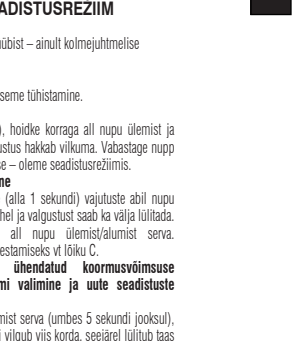 ADISTUSREŽIIM
übist – ainult kolmejuhtmelise
seme tühistamine.
), hoidke korraga all nupu ülemist ja
ustus hakkab vilkuma. Vabastage nupp
se – oleme seadistusrežiimis.
ne
(alla 1 sekundi) vajutuste abil nupu
hel ja valgustust saab ka välja lülitada.
all nupu ülemist/alumist serva.
estamiseks vt lõiku C.
ühendatud koormusvõimsuse
mi valimine ja uute seadistuste
mist serva (umbes 5 sekundi jooksul),
i vilgub viis korda, seejärel lülitub taas